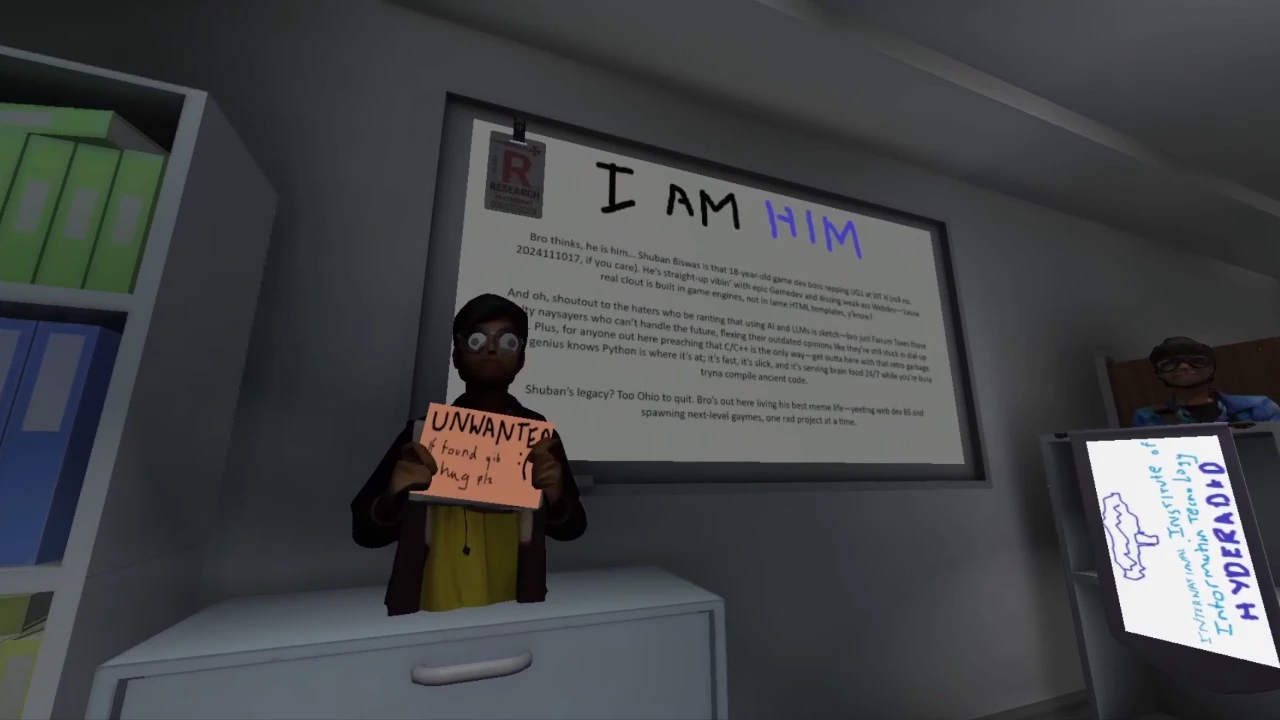 R
RESEARCH
I AM HIM
Bro thinks, he is him... Shuban Biswas is that 18-year-old game dev boss repping UG1 at IIIT H (roll no.
2024111017, if you care). He's straight-up vibin' with epic Gamedev and dissing weak-ass Webdev—'cause
real clout is built in game engines, not in lame HTML templates, y'know?
And oh, shoutout to the haters who be ranting that using AI and LLMs is sketch—bro just Fanum Taxes those
naysayers who can't handle the future, flexing their outdated opinions like they're still stuck in dial-up
Plus, for anyone out here preaching that C/C++ is the only way—get outta here with that retro garbage.
genius knows Python is where it's at; it's fast, it's slick, and it's serving brain food 24/7 while you're
tryna compile ancient code.
Shuban's legacy? Too Ohio to quit. Bro's out here living his best meme life—yeeting web dev BS and
spawning next-level gaymes, one rad project at a time.
UNWANTED
if found gib :(
hug plz
INTERNATIONAL INSTITUTE of
Information Tecnology
HYDERABAD